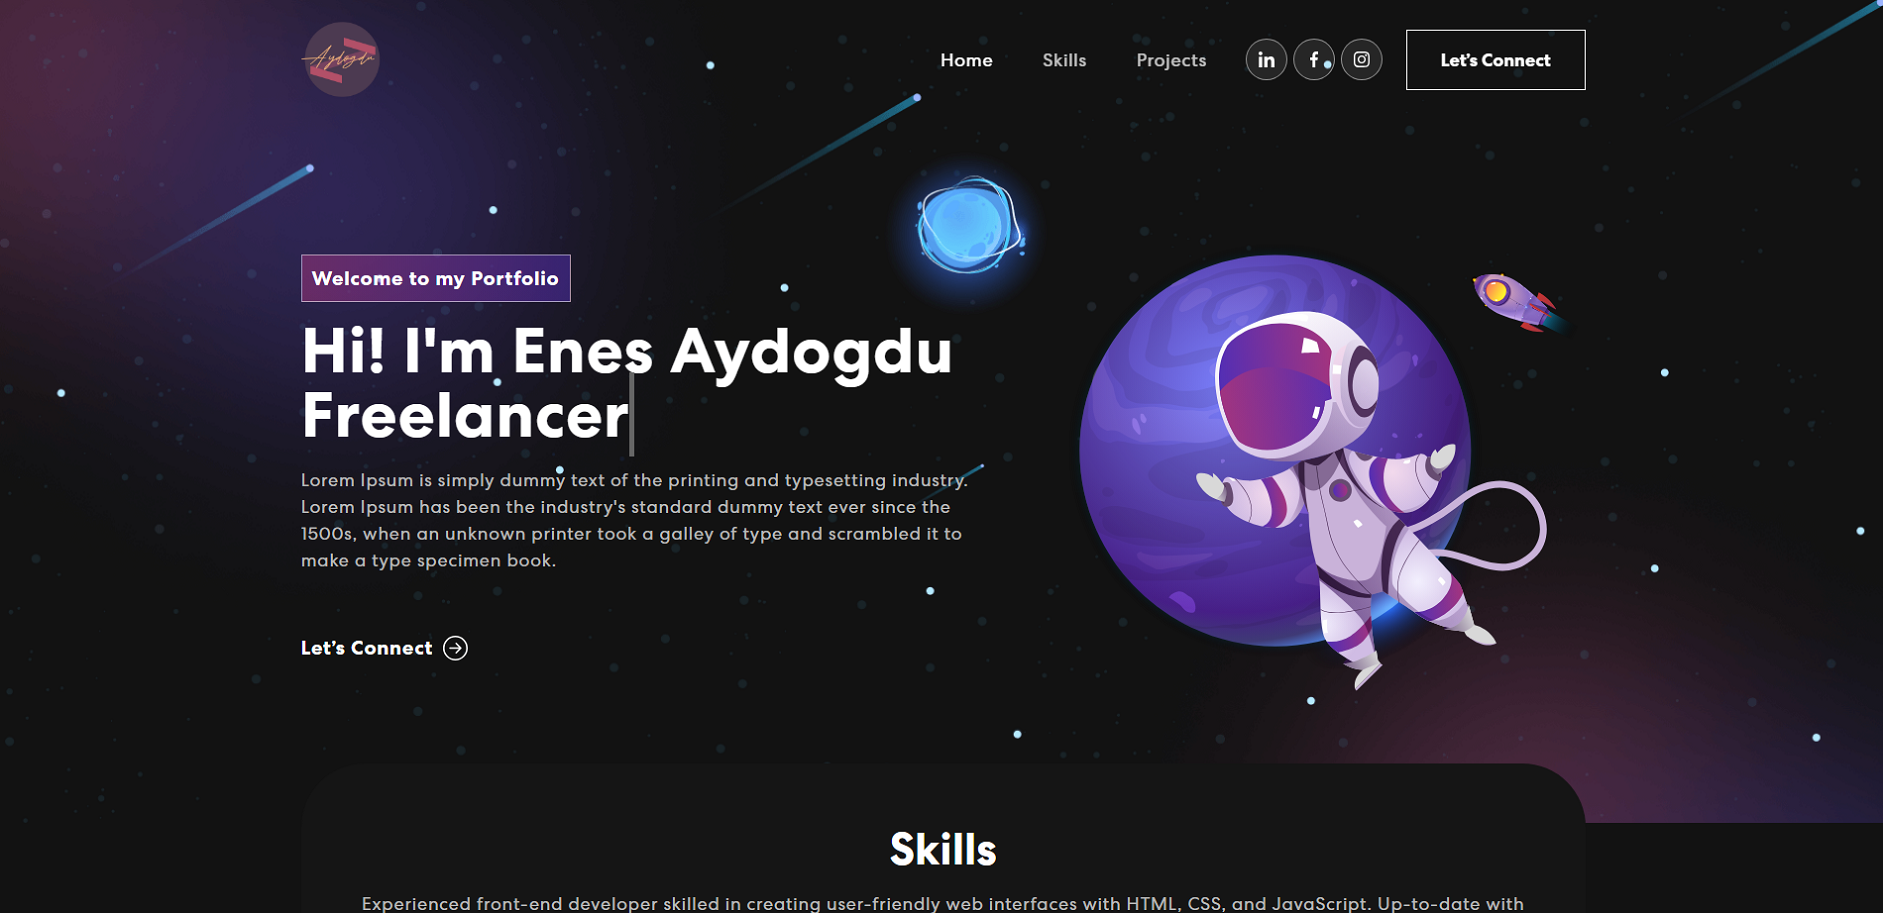 Aydogdu
Home Skills Projects Let's Connect
Welcome to my Portfolio
Hi! I'm Enes Aydogdu
Freelancer
Lorem Ipsum is simply dummy text of the printing and typesetting industry.
Lorem Ipsum has been the industry's standard dummy text ever since the
1500s, when an unknown printer took a galley of type and scrambled it to
make a type specimen book.
Let's Connect
Skills
Experienced front-end developer skilled in creating user-friendly web interfaces with HTML, CSS, and JavaScript. Up-to-date with